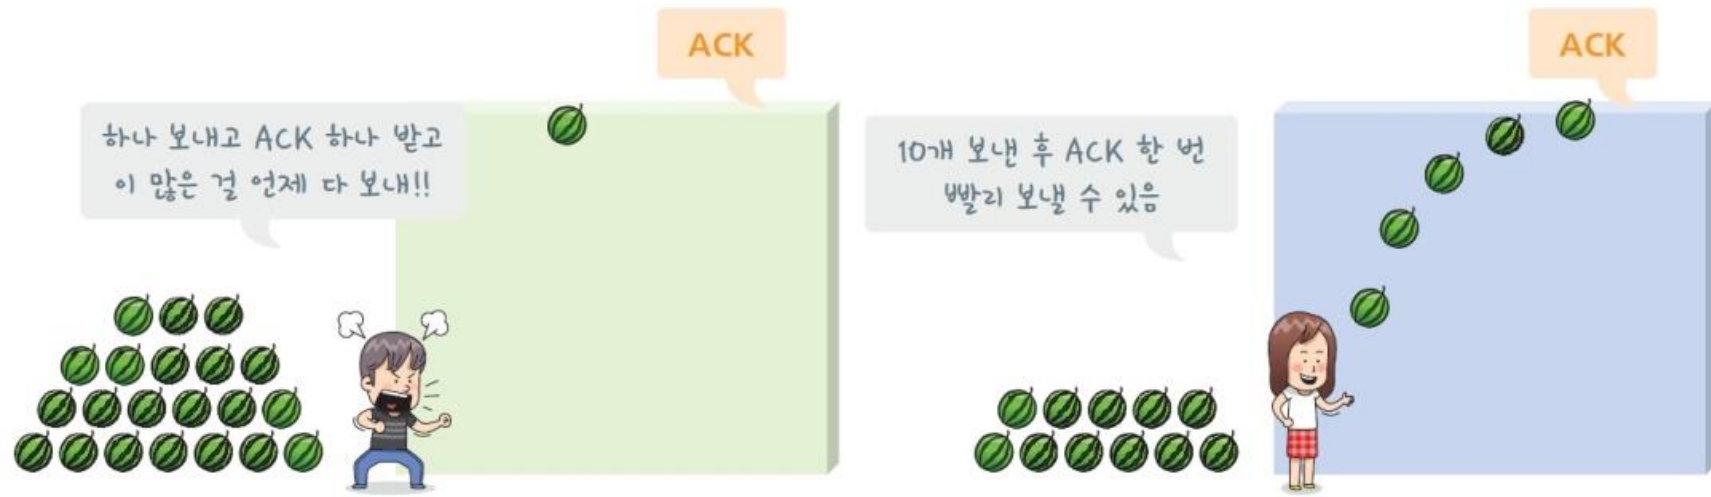 ACK
하나 보내고 ACK 하나 받고
이 많은 걸 언제 다 보내!!
ACK
10개 보낸 후 ACK 한 번
빨리 보낼 수 있음